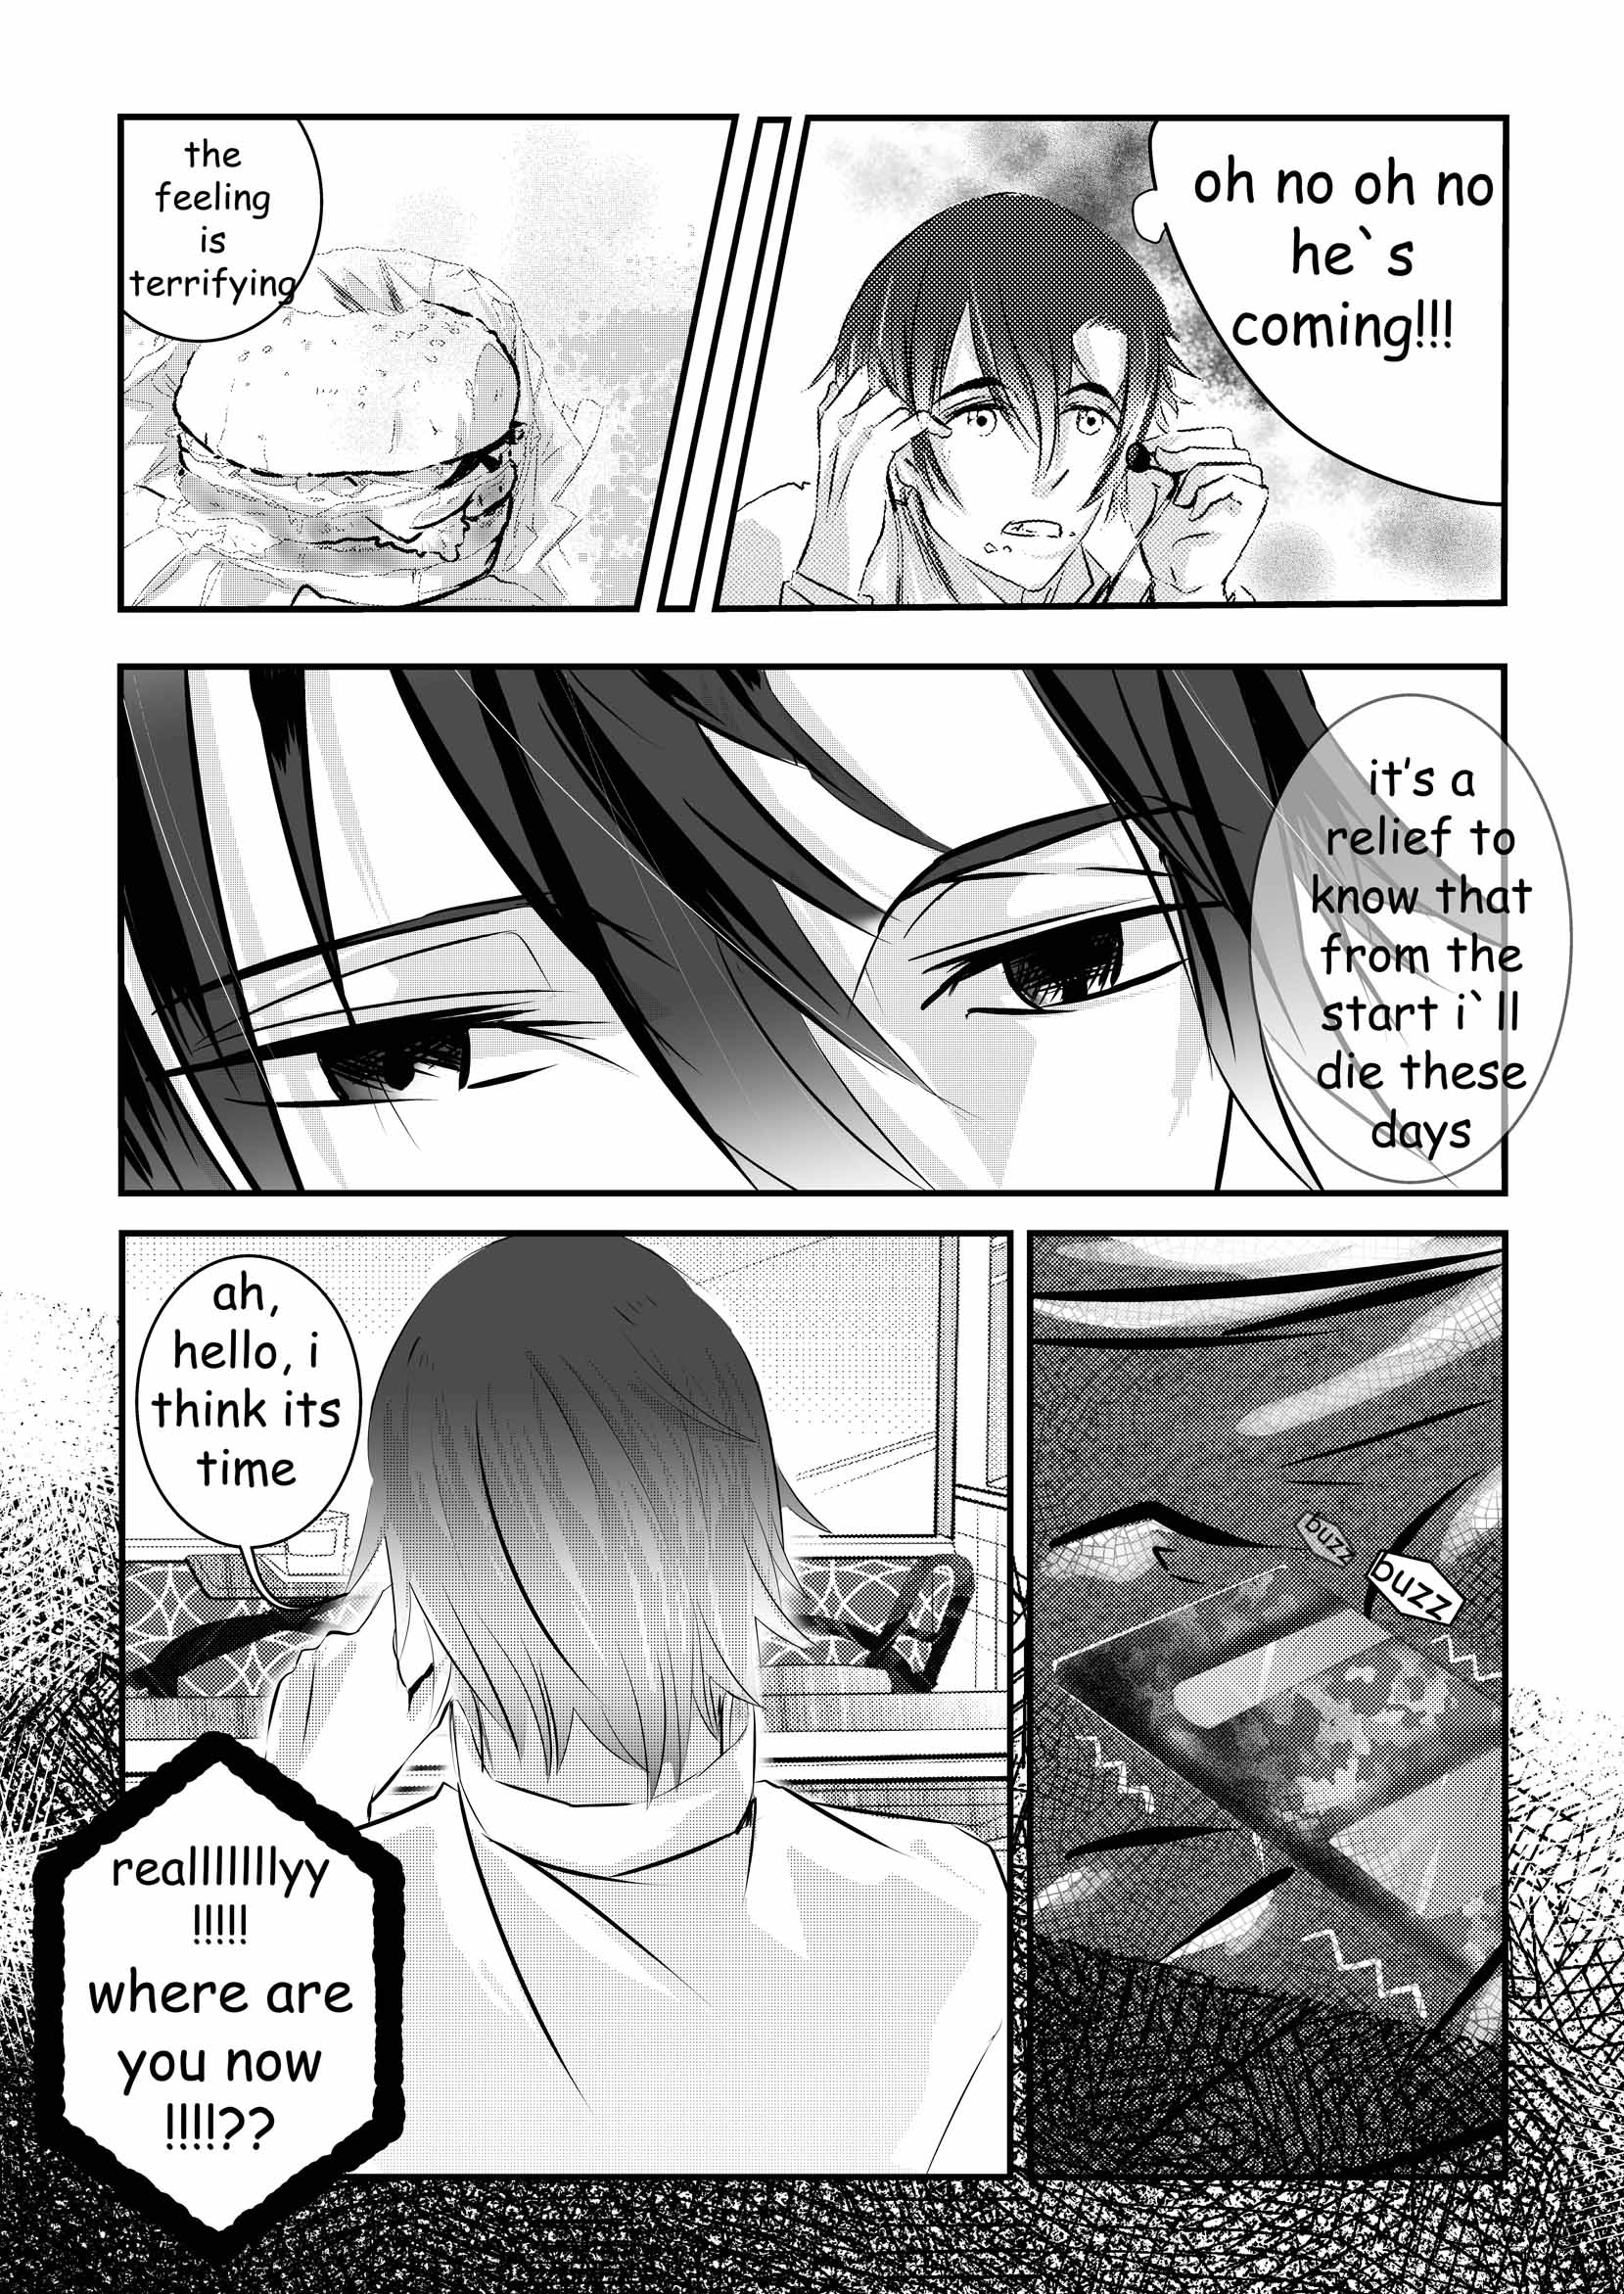 oh no oh no
he`s
coming!!!
the
feeling
is
terrifying
it’s a
relief to
know that
from the
start i`ll
die these
days
buzz
buzz
ah,
hello, i
think its
time
realllllllyy
!!!!!
where are
you now
!!!!??